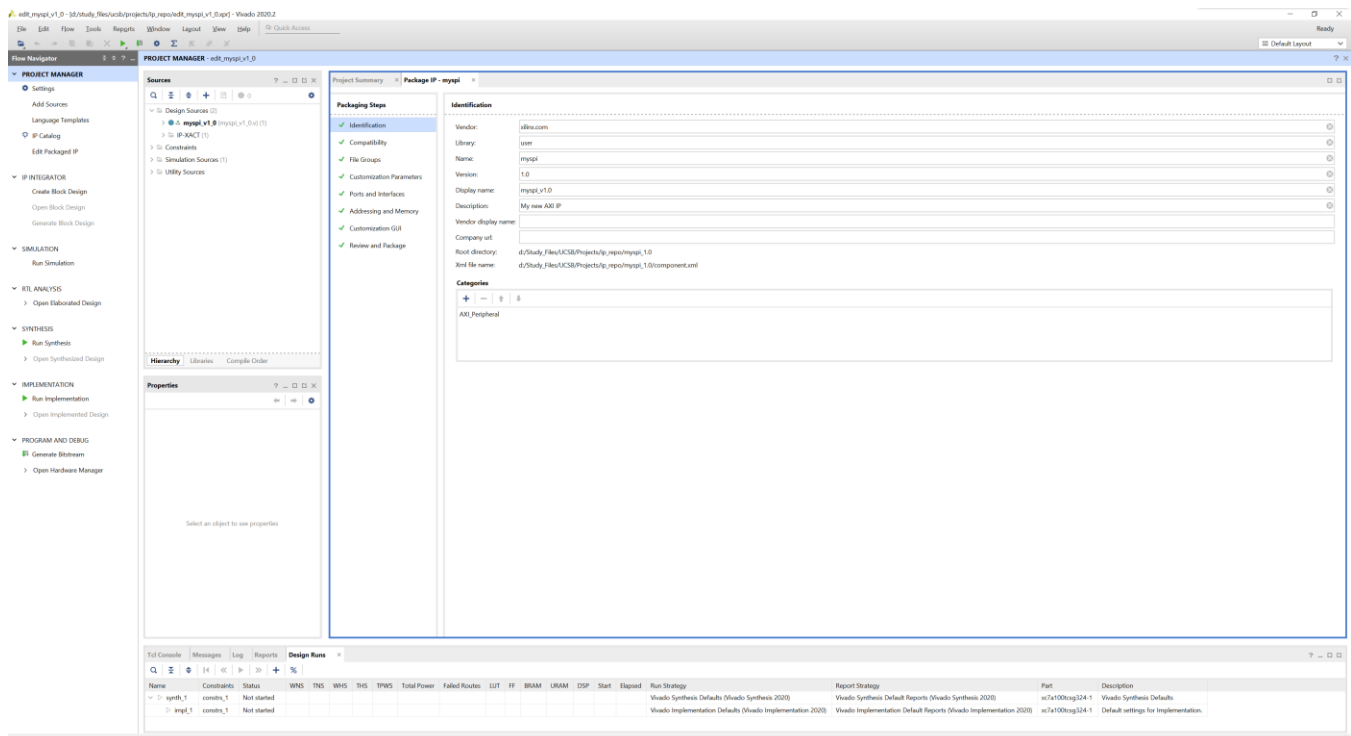 edit_myspi_v1_0 - [d:/study_files/ucsb/projects/ip_repo/edit_myspi_v1_0.xpr] - Vivado 2020.2
File Edit Flow Tools Reports Window Layout View Help Quick Access
Ready
Default Layout
Flow Navigator
PROJECT MANAGER - edit_myspi_v1_0
PROJECT MANAGER
Settings
Add Sources
Language Templates
IP Catalog
Edit Packaged IP
IP INTEGRATOR
Create Block Design
Open Block Design
Generate Block Design
SIMULATION
Run Simulation
RTL ANALYSIS
Open Elaborated Design
SYNTHESIS
Run Synthesis
Open Synthesized Design
IMPLEMENTATION
Run Implementation
Open Implemented Design
PROGRAM AND DEBUG
Generate Bitstream
Open Hardware Manager
Sources
0
Design Sources (2)
myspi_v1_0 (myspi_v1_0.v) (1)
IP-XACT (1)
Constraints
Simulation Sources (1)
Utility Sources
Hierarchy Libraries Compile Order
Properties
Select an object to see properties
Project Summary Package IP - myspi
Packaging Steps
Identification
Compatibility
File Groups
Customization Parameters
Ports and Interfaces
Addressing and Memory
Customization GUI
Review and Package
Identification
Vendor: xilinx.com
Library: user
Name: myspi
Version: 1.0
Display name: myspi_v1.0
Description: My new AXI IP
Vendor display name:
Company url:
Root directory: d:/Study_Files/UCSB/Projects/ip_repo/myspi_1.0
Xml file name: d:/Study_Files/UCSB/Projects/ip_repo/myspi_1.0/component.xml
Categories
AXI_Peripheral
Tcl Console Messages Log Reports Design Runs
Name Constraints Status WNS TNS WHS THS TPWS Total Power Failed Routes LUT FF BRAM URAM DSP Start Elapsed Run Strategy Report Strategy Part Description
synth_1 constrs_1 Not started Vivado Synthesis Defaults (Vivado Synthesis 2020) Vivado Synthesis Default Reports (Vivado Synthesis 2020) xc7a100tcsg324-1 Vivado Synthesis Defaults
impl_1 constrs_1 Not started Vivado Implementation Defaults (Vivado Implementation 2020) Vivado Implementation Default Reports (Vivado Implementation 2020) xc7a100tcsg324-1 Default settings for Implementation.